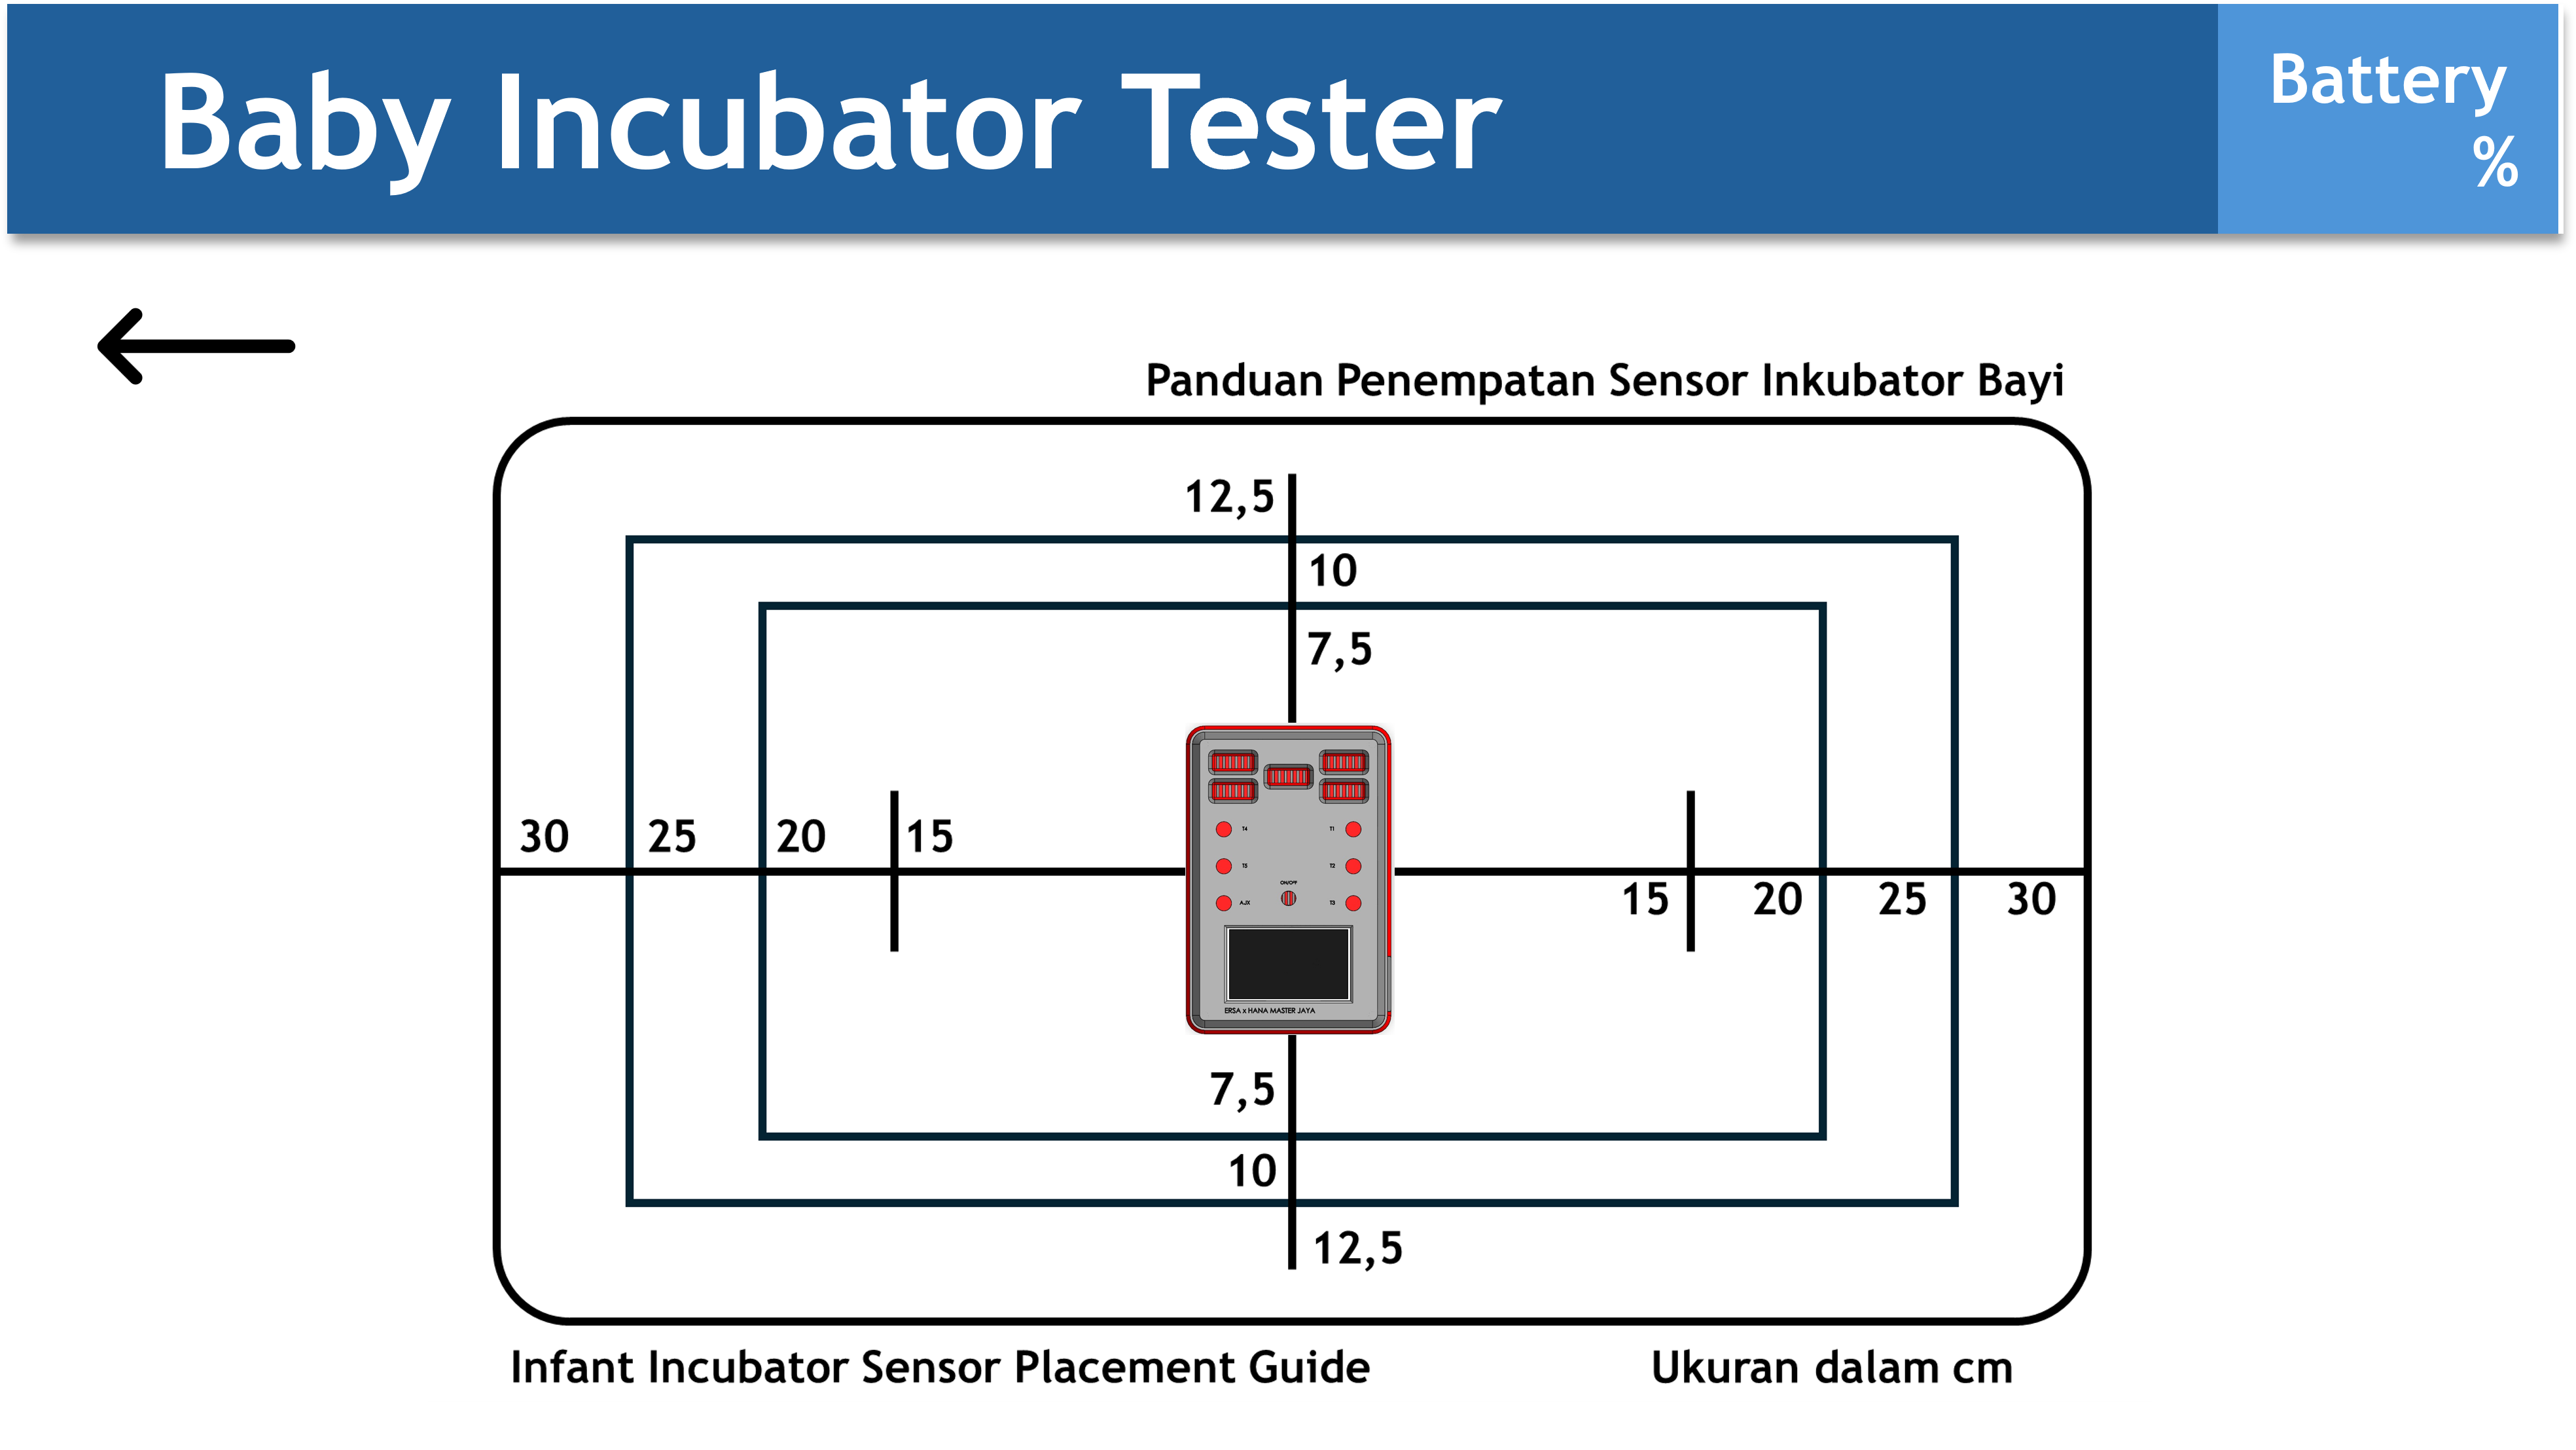 Baby Incubator Tester
Battery
%
Panduan Penempatan Sensor Inkubator Bayi
12,5
10
7,5
30 25 20 15
15 20 25 30
T4 T1
T5 T2
ON/OFF
AJX T3
ERSA x HANA MASTER JAYA
7,5
10
12,5
Infant Incubator Sensor Placement Guide
Ukuran dalam cm